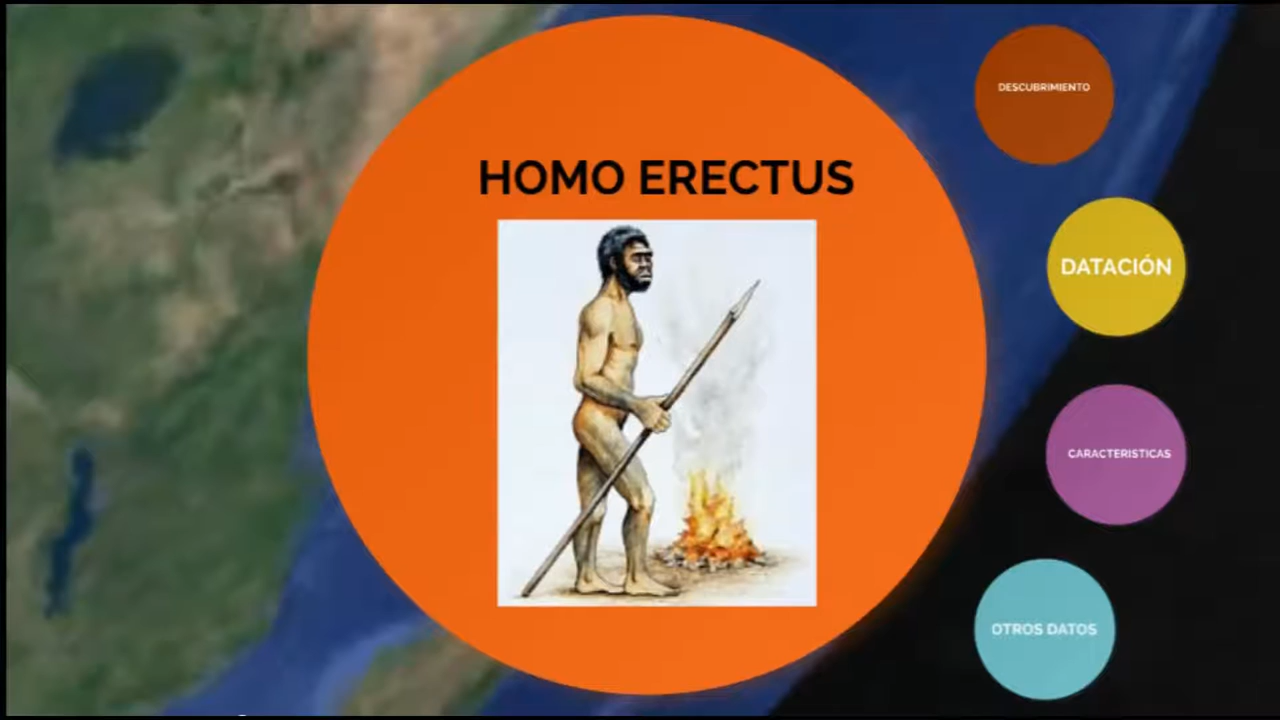 HOMO ERECTUS
DESCUBRIMIENTO
DATACIÓN
CARACTERISTICAS
OTROS DATOS